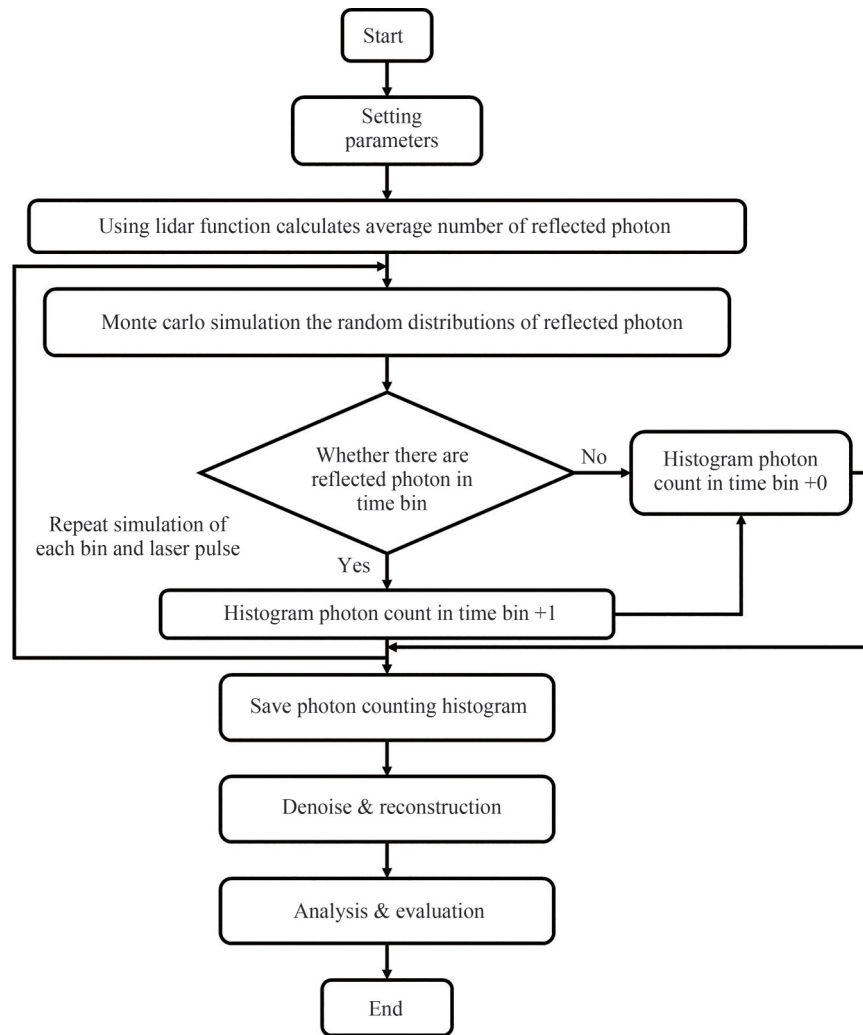 Start
Setting
parameters
Using lidar function calculates average number of reflected photon
Monte carlo simulation the random distributions of reflected photon
Whether there are
reflected photon in
time bin
No
Histogram photon
count in time bin +0
Repeat simulation of
each bin and laser pulse
Yes
Histogram photon count in time bin +1
Save photon counting histogram
Denoise & reconstruction
Analysis & evaluation
End